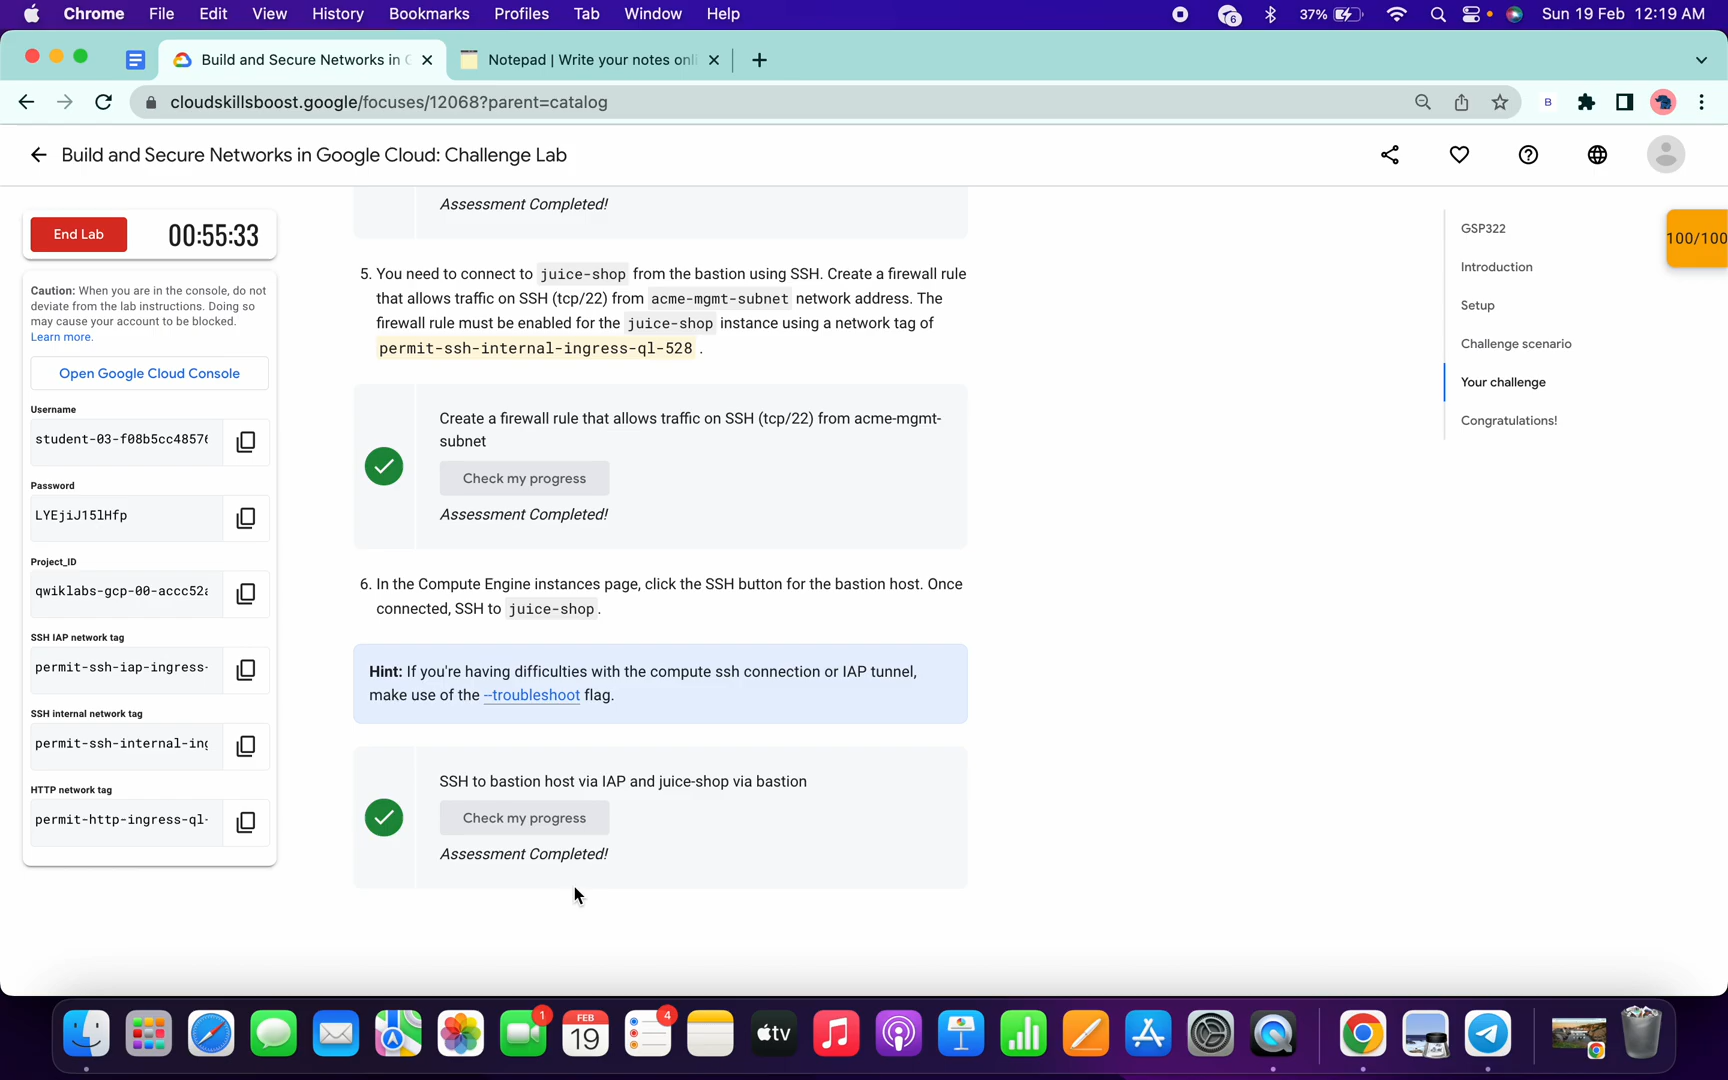 Chrome File Edit View History Bookmarks Profiles Tab Window Help
6
37%
Sun 19 Feb 12:19 AM
Build and Secure Networks in
Notepad | Write your notes onli
cloudskillsboost.google/focuses/12068?parent=catalog
B
Build and Secure Networks in Google Cloud: Challenge Lab
End Lab
00:55:33
Caution: When you are in the console, do not
deviate from the lab instructions. Doing so
may cause your account to be blocked.
Learn more.
Open Google Cloud Console
Username
student-03-f08b5cc48576
Password
LYEjiJ15lHfp
Project_ID
qwiklabs-gcp-00-accc52
SSH IAP network tag
permit-ssh-iap-ingress-
SSH internal network tag
permit-ssh-internal-ing
HTTP network tag
permit-http-ingress-ql-
Assessment Completed!
5. You need to connect to juice-shop from the bastion using SSH. Create a firewall rule
that allows traffic on SSH (tcp/22) from acme-mgmt-subnet network address. The
firewall rule must be enabled for the juice-shop instance using a network tag of
permit-ssh-internal-ingress-ql-528 .
Create a firewall rule that allows traffic on SSH (tcp/22) from acme-mgmt-
subnet
Check my progress
Assessment Completed!
6. In the Compute Engine instances page, click the SSH button for the bastion host. Once
connected, SSH to juice-shop.
Hint: If you're having difficulties with the compute ssh connection or IAP tunnel,
make use of the --troubleshoot flag.
SSH to bastion host via IAP and juice-shop via bastion
Check my progress
Assessment Completed!
GSP322
Introduction
Setup
Challenge scenario
Your challenge
Congratulations!
100/100
1
FEB
19
4
tv